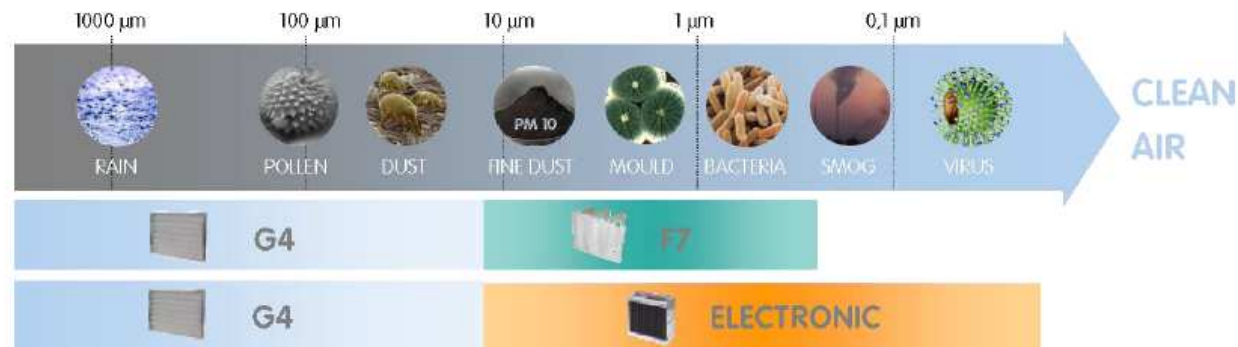 1000 µm 100 µm 10 µm 1 µm 0,1 µm
PM 10
RAIN POLLEN DUST FINE DUST MOULD BACTERIA SMOG VIRUS
CLEAN
AIR
G4 F7
G4 ELECTRONIC